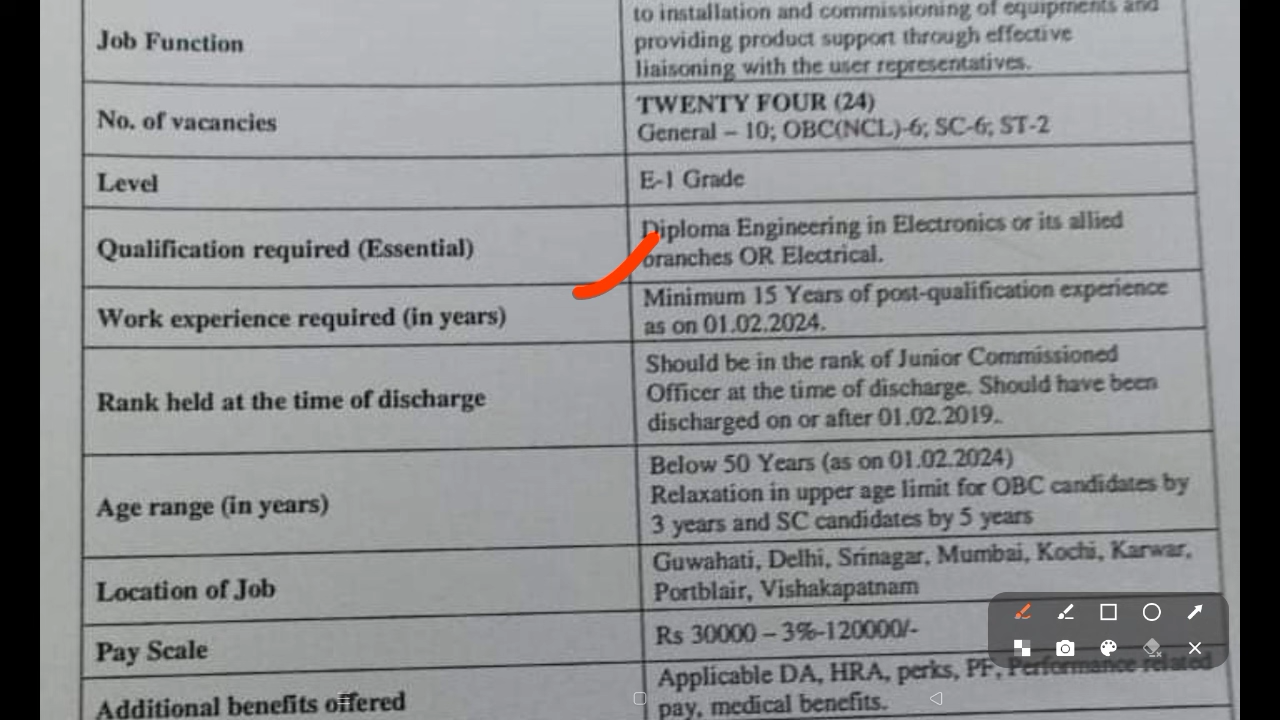 to installation and commissioning of equipments and
Job Function
providing product support through effective
liaisoning with the user representatives.
No. of vacancies
TWENTY FOUR (24)
General – 10; OBC(NCL)-6; SC-6; ST-2
Level
E-1 Grade
Qualification required (Essential)
Diploma Engineering in Electronics or its allied
branches OR Electrical.
Work experience required (in years)
Minimum 15 Years of post-qualification experience
as on 01.02.2024.
Rank held at the time of discharge
Should be in the rank of Junior Commissioned
Officer at the time of discharge. Should have been
discharged on or after 01.02.2019.
Age range (in years)
Below 50 Years (as on 01.02.2024)
Relaxation in upper age limit for OBC candidates by
3 years and SC candidates by 5 years
Location of Job
Guwahati, Delhi, Srinagar, Mumbai, Kochi, Karwar,
Portblair, Vishakapatnam
Pay Scale
Rs 30000 – 3%-120000/-
Additional benefits offered
Applicable DA, HRA, perks, PF, Performance related
pay, medical benefits.